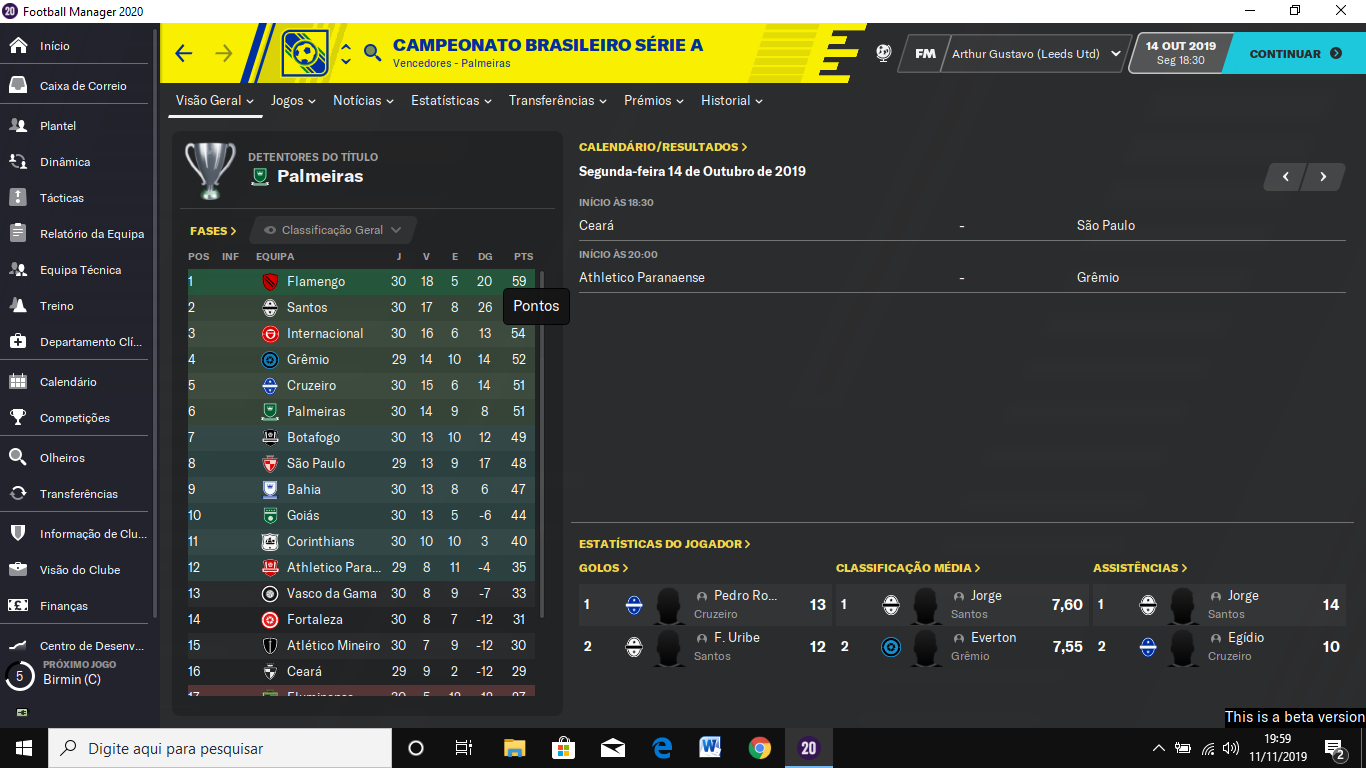 20 Football Manager 2020
Início
Caixa de Correio
Plantel
Dinâmica
Tácticas
Relatório da Equipa
Equipa Técnica
Treino
Departamento Clí...
Calendário
Competições
Olheiros
Transferências
Informação de Clu...
Visão do Clube
Finanças
Centro de Desenv...
PRÓXIMO JOGO
5 Birmin (C)
CAMPEONATO BRASILEIRO SÉRIE A
Vencedores - Palmeiras
FM Arthur Gustavo (Leeds Utd)
14 OUT 2019
Seg 18:30
CONTINUAR
Visão Geral Jogos Notícias Estatísticas Transferências Prémios Historial
DETENTORES DO TÍTULO
Palmeiras
FASES > Classificação Geral
POS INF EQUIPA J V E DG PTS
1 Flamengo 30 18 5 20 59
2 Santos 30 17 8 26
Pontos
3 Internacional 30 16 6 13 54
4 Grêmio 29 14 10 14 52
5 Cruzeiro 30 15 6 14 51
6 Palmeiras 30 14 9 8 51
7 Botafogo 30 13 10 12 49
8 São Paulo 29 13 9 17 48
9 Bahia 30 13 8 6 47
10 Goiás 30 13 5 -6 44
11 Corinthians 30 10 10 3 40
12 Athletico Para... 29 8 11 -4 35
13 Vasco da Gama 30 8 9 -7 33
14 Fortaleza 30 8 7 -12 31
15 Atlético Mineiro 30 7 9 -12 30
16 Ceará 29 9 2 -12 29
CALENDÁRIO/RESULTADOS >
Segunda-feira 14 de Outubro de 2019
INÍCIO ÀS 18:30
Ceará - São Paulo
INÍCIO ÀS 20:00
Athletico Paranaense - Grêmio
ESTATÍSTICAS DO JOGADOR >
GOLOS >
1 Pedro Ro... 13
Cruzeiro
2 F. Uribe 12
Santos
CLASSIFICAÇÃO MÉDIA >
1 Jorge 7,60
Santos
2 Everton 7,55
Grêmio
ASSISTÊNCIAS >
1 Jorge 14
Santos
2 Egídio 10
Cruzeiro
This is a beta version
Digite aqui para pesquisar
20
19:59
11/11/2019
2